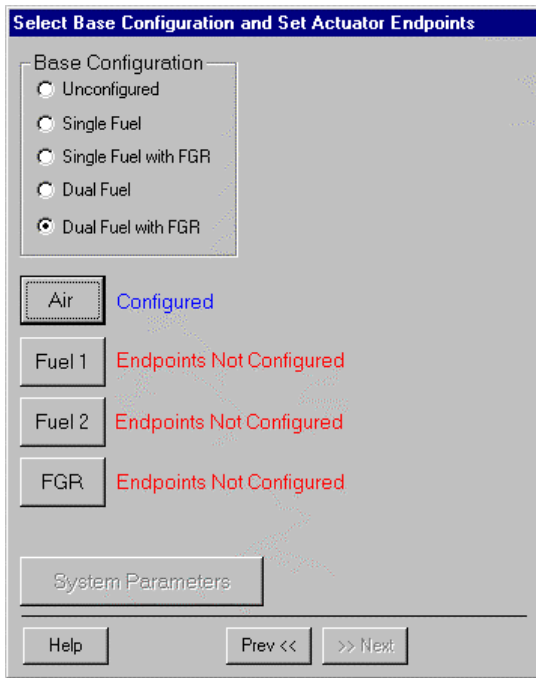 Select Base Configuration and Set Actuator Endpoints
Base Configuration
Unconfigured
Single Fuel
Single Fuel with FGR
Dual Fuel
Dual Fuel with FGR
Air Configured
Fuel 1 Endpoints Not Configured
Fuel 2 Endpoints Not Configured
FGR Endpoints Not Configured
System Parameters
Help Prev << >> Next